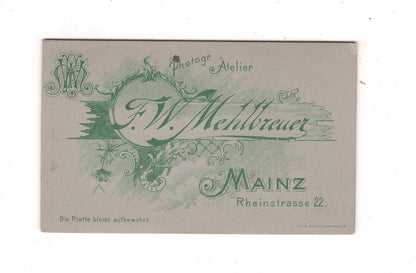 Photogr. Atelier
F.W. Mehlbreuer
MAINZ
Rheinstrasse 22.
Die Platte bleibt aufbewahrt